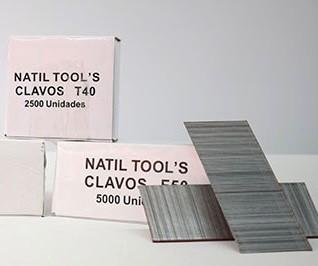 NATIL TOOL'S
CLAVOS T40
2500 Unidades
NATIL TOOL'S
CLAVOS
5000